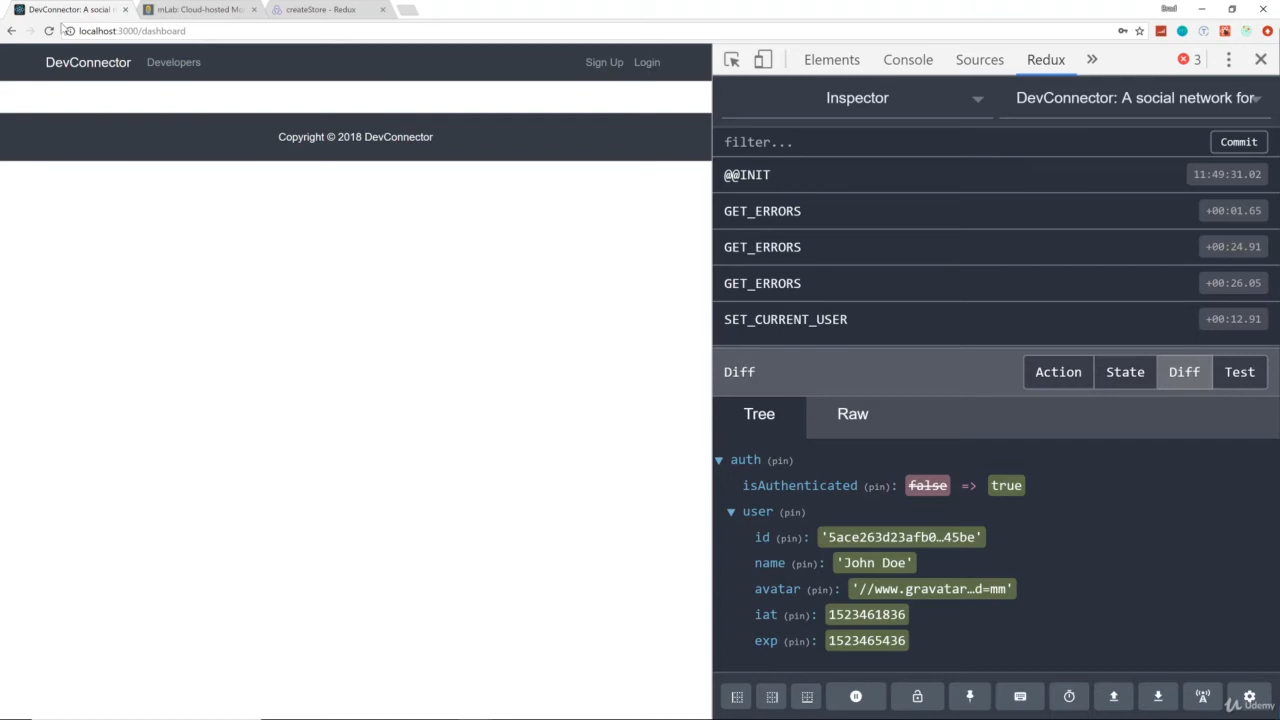 DevConnector: A social n
mLab: Cloud-hosted Mo
createStore - Redux
Brad
localhost:3000/dashboard
DevConnector
Developers
Sign Up
Login
Copyright © 2018 DevConnector
Elements
Console
Sources
Redux
3
Inspector
DevConnector: A social network for
filter...
Commit
@@INIT
11:49:31.02
GET_ERRORS
+00:01.65
GET_ERRORS
+00:24.91
GET_ERRORS
+00:26.05
SET_CURRENT_USER
+00:12.91
Diff
Action
State
Diff
Test
Tree
Raw
auth (pin)
isAuthenticated (pin): false => true
user (pin)
id (pin): '5ace263d23afb0…45be'
name (pin): 'John Doe'
avatar (pin): '//www.gravatar…d=mm'
iat (pin): 1523461836
exp (pin): 1523465436
Udemy